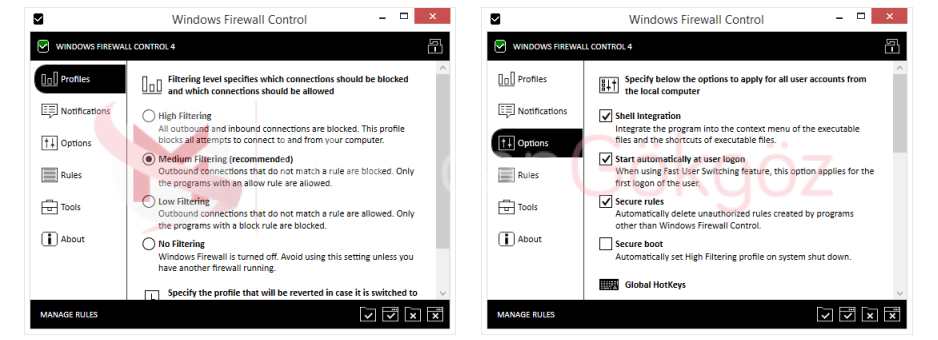 Windows Firewall Control
WINDOWS FIREWALL CONTROL 4
Profiles
Notifications
Options
Rules
Tools
About
Filtering level specifies which connections should be blocked
and which connections should be allowed
High Filtering
All outbound and inbound connections are blocked. This profile
blocks all attempts to connect to and from your computer.
Medium Filtering (recommended)
Outbound connections that do not match a rule are blocked. Only
the programs with an allow rule are allowed.
Low Filtering
Outbound connections that do not match a rule are allowed. Only
the programs with a block rule are blocked.
No Filtering
Windows Firewall is turned off. Avoid using this setting unless you
have another firewall running.
Specify the profile that will be reverted in case it is switched to
MANAGE RULES
Windows Firewall Control
WINDOWS FIREWALL CONTROL 4
Profiles
Notifications
Options
Rules
Tools
About
Specify below the options to apply for all user accounts from
the local computer
Shell Integration
Integrate the program into the context menu of the executable
files and the shortcuts of executable files.
Start automatically at user logon
When using Fast User Switching feature, this option applies for the
first logon of the user.
Secure rules
Automatically delete unauthorized rules created by programs
other than Windows Firewall Control.
Secure boot
Automatically set High Filtering profile on system shut down.
Global HotKeys
MANAGE RULES
Gökgöz